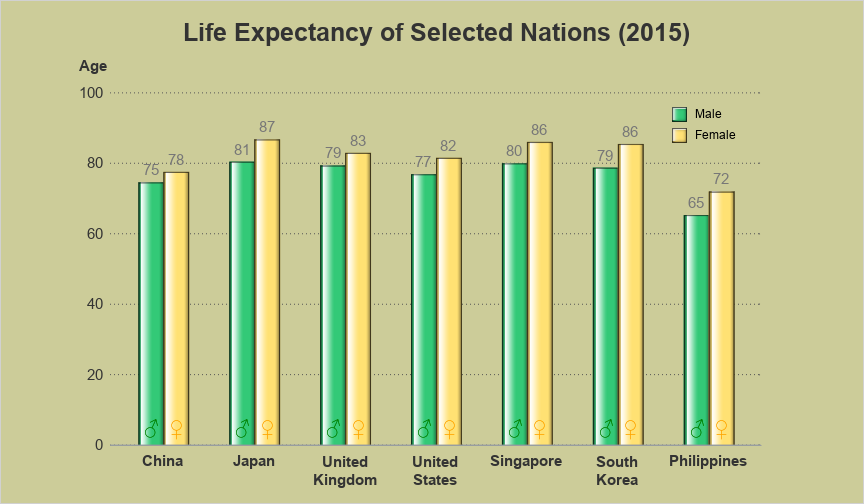 Life Expectancy of Selected Nations (2015)
Age
100
80
60
40
20
0
Male
Female
75 78
81 87
79 83
77 82
80 86
79 86
65 72
♂ ♀ ♂ ♀ ♂ ♀ ♂ ♀ ♂ ♀ ♂ ♀ ♂ ♀
China
Japan
United
Kingdom
United
States
Singapore
South
Korea
Philippines